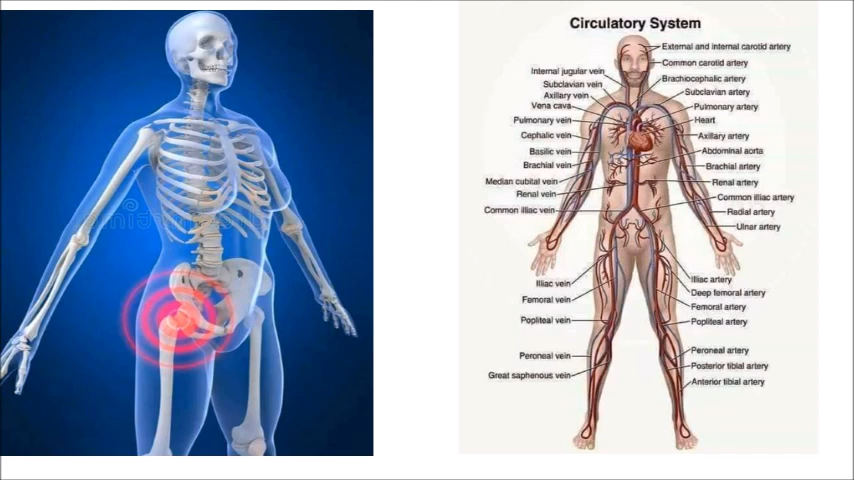 Circulatory System
External and internal carotid artery
Common carotid artery
Brachiocephalic artery
Subclavian artery
Pulmonary artery
Heart
Axillary artery
Abdominal aorta
Brachial artery
Renal artery
Common illiac artery
Radial artery
Ulnar artery
Illiac artery
Deep femoral artery
Femoral artery
Popliteal artery
Peroneal artery
Posterior tibial artery
Anterior tibial artery
Internal jugular vein
Subclavian vein
Axillary vein
Vena cava
Pulmonary vein
Cephalic vein
Basilic vein
Brachial vein
Median cubital vein
Renal vein
Common illiac vein
Illiac vein
Femoral vein
Popliteal vein
Peroneal vein
Great saphenous vein